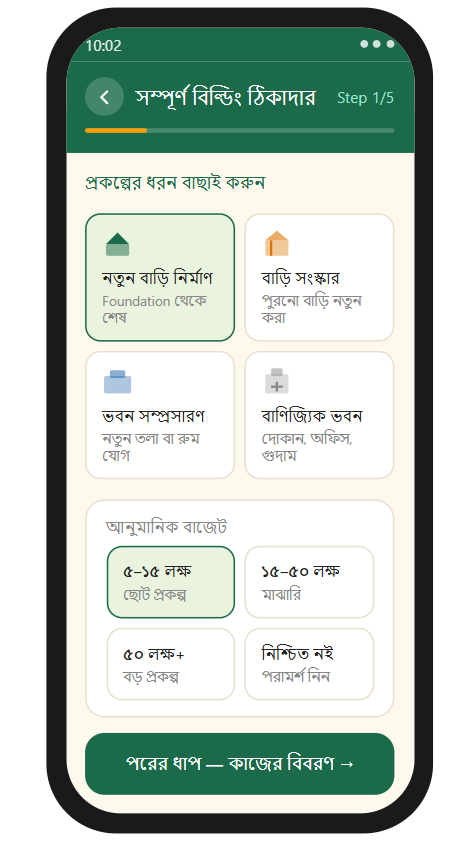 10:02
সম্পূর্ণ বিল্ডিং ঠিকাদার
Step 1/5
প্রকল্পের ধরন বাছাই করুন
নতুন বাড়ি নির্মাণ
Foundation থেকে
শেষ
বাড়ি সংস্কার
পুরনো বাড়ি নতুন
করা
ভবন সম্প্রসারণ
নতুন তলা বা রুম
যোগ
বাণিজ্যিক ভবন
দোকান, অফিস,
গুদাম
আনুমানিক বাজেট
৫–১৫ লক্ষ
ছোট প্রকল্প
১৫–৫০ লক্ষ
মাঝারি
৫০ লক্ষ+
বড় প্রকল্প
নিশ্চিত নই
পরামর্শ নিন
পরের ধাপ — কাজের বিবরণ →